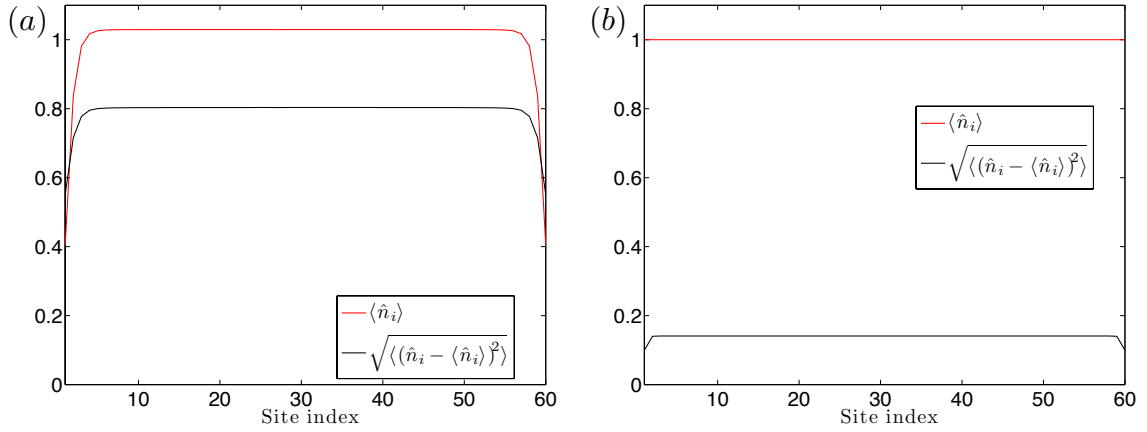 (a)
1
0.8
0.6
0.4
0.2
0
10 20 30 40 50 60
Site index
⟨n̂ᵢ⟩
√⟨(n̂ᵢ − ⟨n̂ᵢ⟩)²⟩
(b)
1
0.8
0.6
0.4
0.2
0
10 20 30 40 50 60
Site index
⟨n̂ᵢ⟩
√⟨(n̂ᵢ − ⟨n̂ᵢ⟩)²⟩